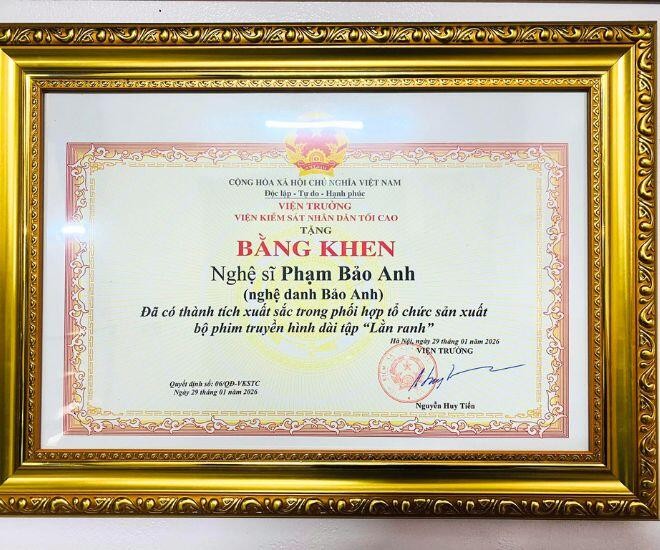 CỘNG HÒA XÃ HỘI CHỦ NGHĨA VIỆT NAM
Độc lập - Tự do - Hạnh phúc
VIỆN TRƯỞNG
VIỆN KIỂM SÁT NHÂN DÂN TỐI CAO
TẶNG
BẰNG KHEN
Nghệ sĩ Phạm Bảo Anh
(nghệ danh Bảo Anh)
Đã có thành tích xuất sắc trong phối hợp tổ chức sản xuất
bộ phim truyền hình dài tập “Lằn ranh”
Hà Nội, ngày 29 tháng 01 năm 2026
VIỆN TRƯỞNG
Quyết định số: 06/QĐ-VKSTC
Ngày 29 tháng 01 năm 2026
Nguyễn Huy Tiến